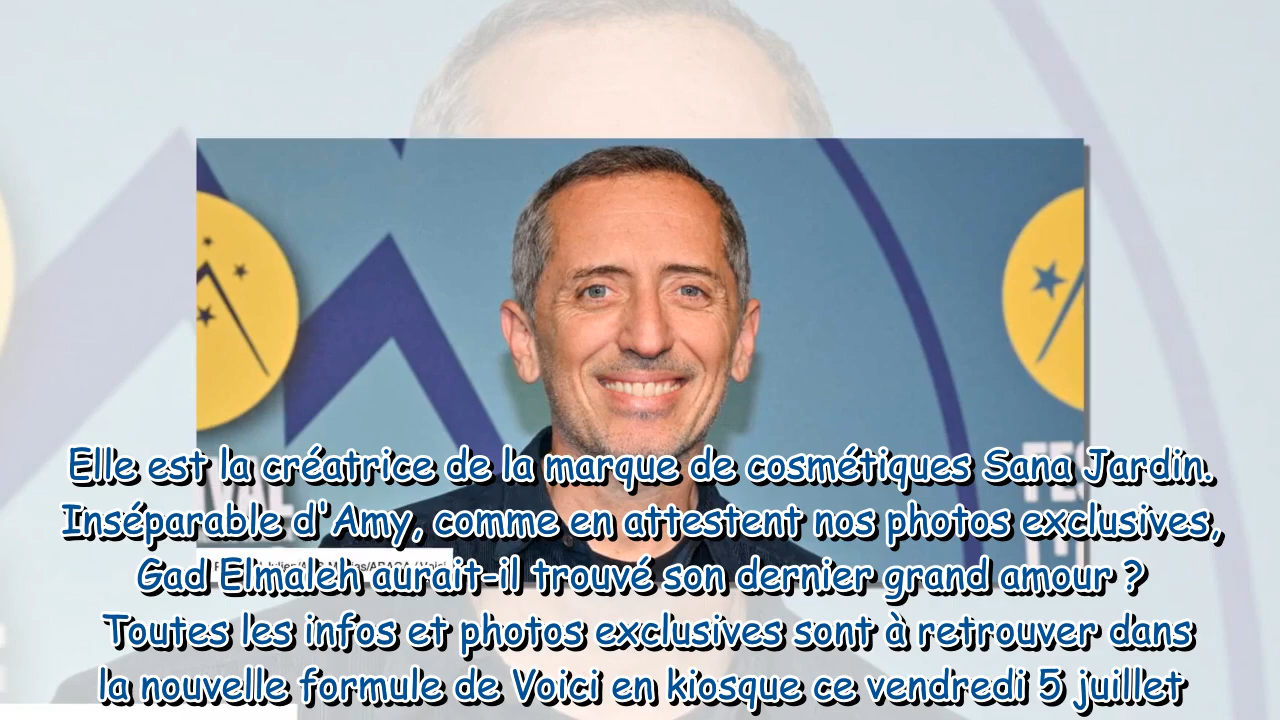 Elle est la créatrice de la marque de cosmétiques Sana Jardin.
Inséparable d'Amy, comme en attestent nos photos exclusives,
Gad Elmaleh aurait-il trouvé son dernier grand amour ?
Toutes les infos et photos exclusives sont à retrouver dans
la nouvelle formule de Voici en kiosque ce vendredi 5 juillet